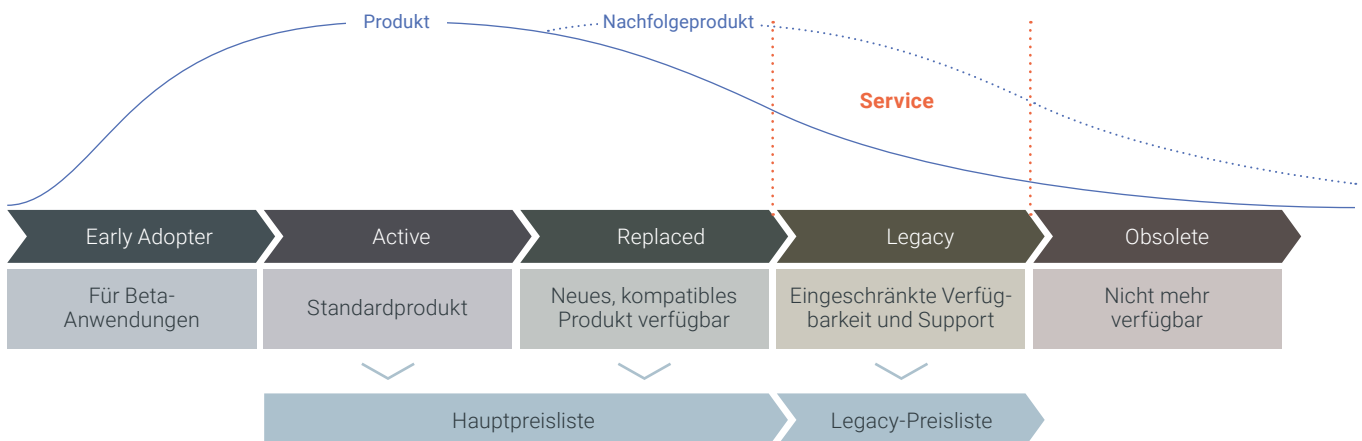 Produkt
Nachfolgeprodukt
Service
Early Adopter
Active
Replaced
Legacy
Obsolete
Für Beta-
Anwendungen
Standardprodukt
Neues, kompatibles
Produkt verfügbar
Eingeschränkte Verfüg-
barkeit und Support
Nicht mehr
verfügbar
Hauptpreisliste
Legacy-Preisliste